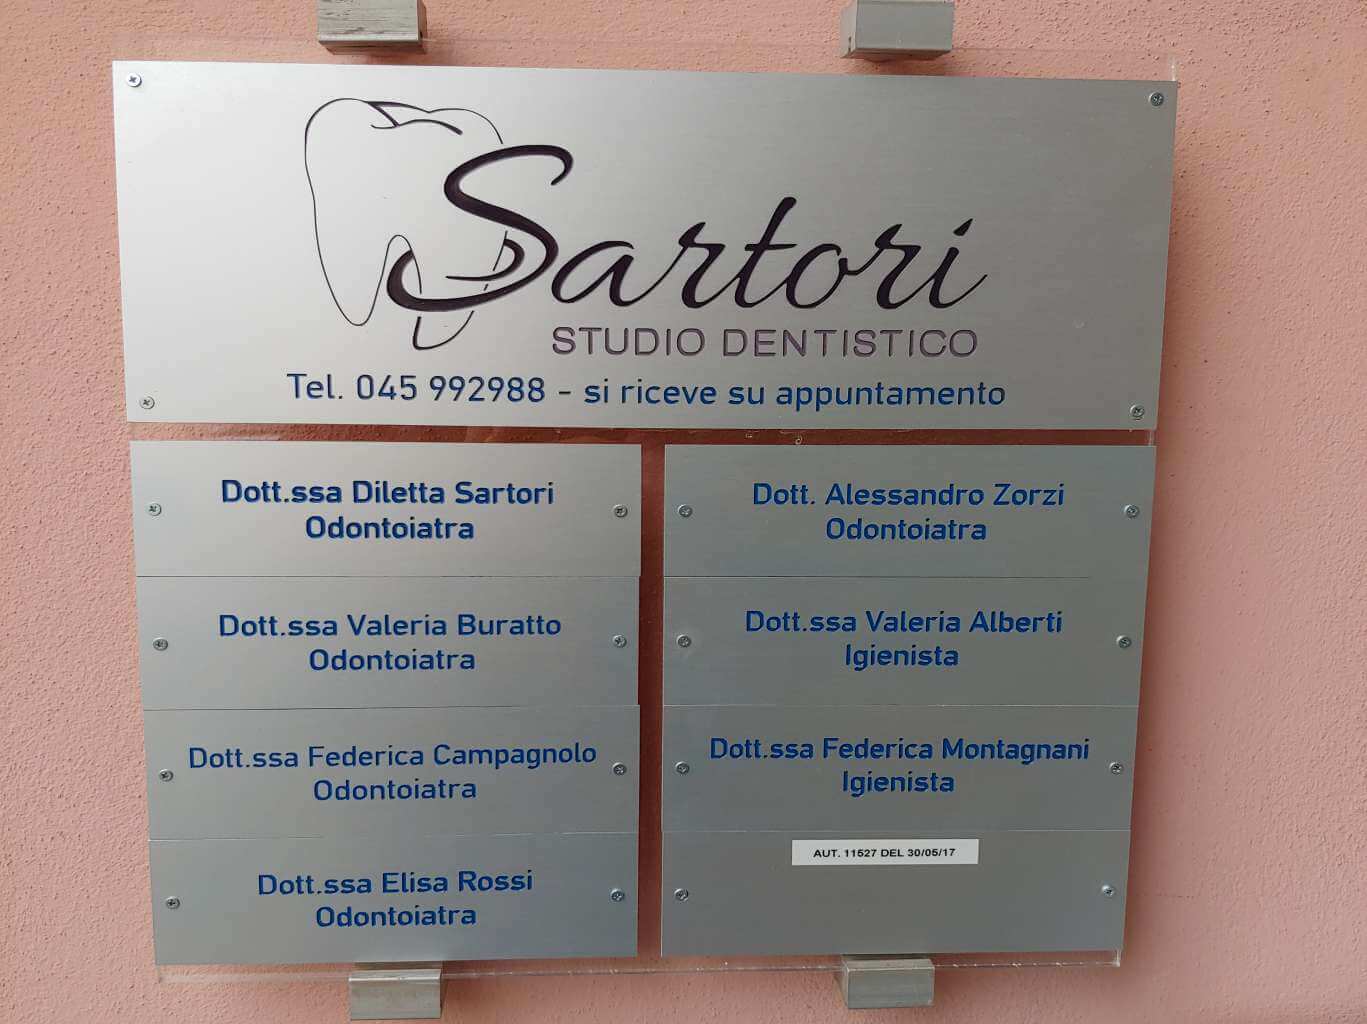 Sartori
STUDIO DENTISTICO
Tel. 045 992988 - si riceve su appuntamento
Dott.ssa Diletta Sartori
Odontoiatra
Dott.ssa Valeria Buratto
Odontoiatra
Dott.ssa Federica Campagnolo
Odontoiatra
Dott.ssa Elisa Rossi
Odontoiatra
Dott. Alessandro Zorzi
Odontoiatra
Dott.ssa Valeria Alberti
Igienista
Dott.ssa Federica Montagnani
Igienista
AUT. 11527 DEL 30/05/17